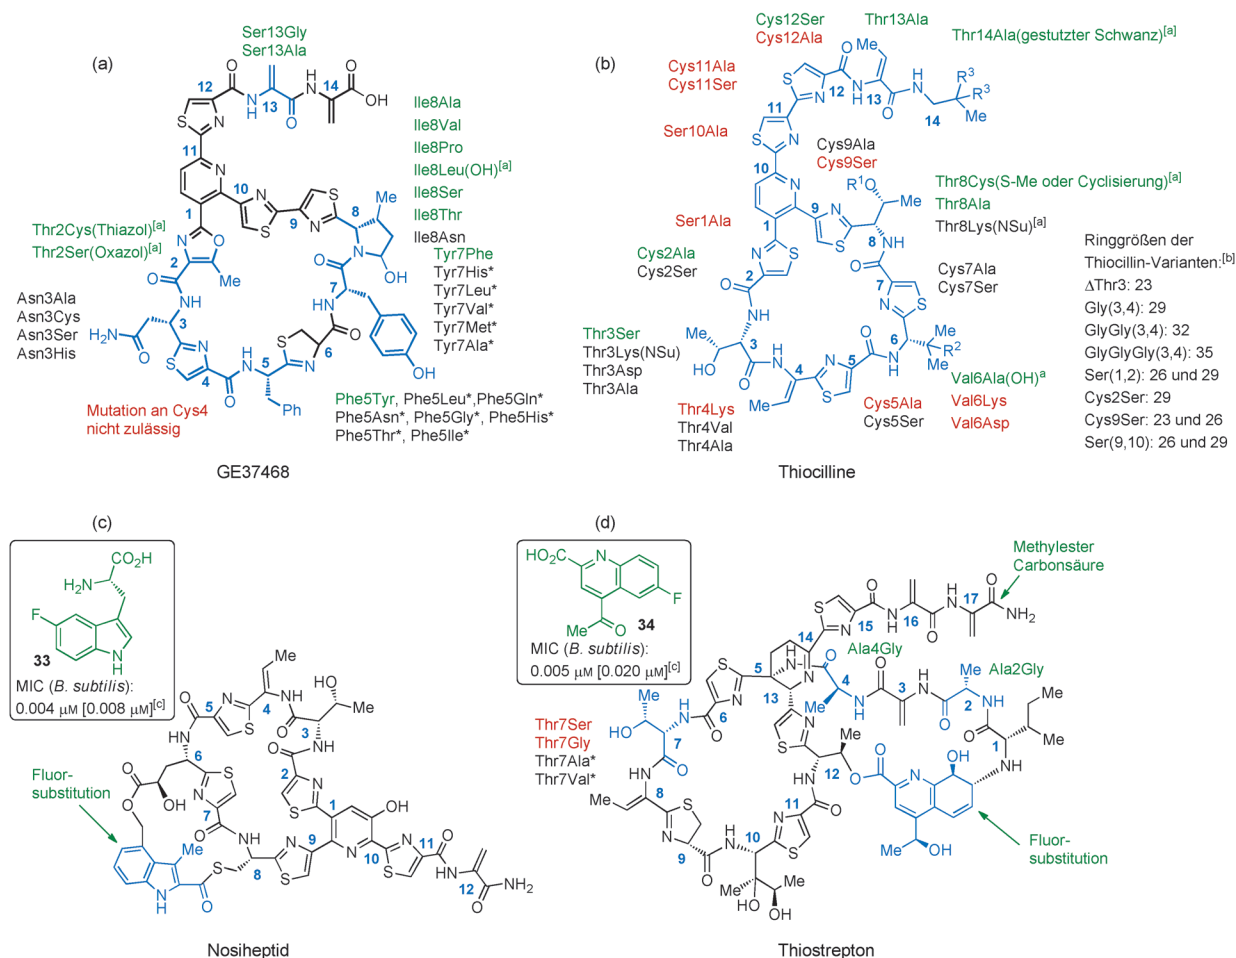 (a)
Ser13Gly
Ser13Ala
Ile8Ala
Ile8Val
Ile8Pro
Ile8Leu(OH)[a]
Ile8Ser
Ile8Thr
Ile8Asn
Tyr7Phe
Tyr7His*
Tyr7Leu*
Tyr7Val*
Tyr7Met*
Tyr7Ala*
Thr2Cys(Thiazol)[a]
Thr2Ser(Oxazol)[a]
Asn3Ala
Asn3Cys
Asn3Ser
Asn3His
Mutation an Cys4
nicht zulässig
Phe5Tyr, Phe5Leu*,Phe5Gln*
Phe5Asn*, Phe5Gly*, Phe5His*
Phe5Thr*, Phe5Ile*
GE37468
(b)
Cys12Ser
Cys12Ala
Thr13Ala
Thr14Ala(gestutzter Schwanz)[a]
Cys11Ala
Cys11Ser
Ser10Ala
Cys9Ala
Cys9Ser
Thr8Cys(S-Me oder Cyclisierung)[a]
Thr8Ala
Thr8Lys(NSu)[a]
Ser1Ala
Cys2Ala
Cys2Ser
Cys7Ala
Cys7Ser
Thr3Ser
Thr3Lys(NSu)
Thr3Asp
Thr3Ala
Thr4Lys
Thr4Val
Thr4Ala
Cys5Ala
Cys5Ser
Val6Ala(OH)a
Val6Lys
Val6Asp
Ringgrößen der
Thiocillin-Varianten:[b]
ΔThr3: 23
Gly(3,4): 29
GlyGly(3,4): 32
GlyGlyGly(3,4): 35
Ser(1,2): 26 und 29
Cys2Ser: 29
Cys9Ser: 23 und 26
Ser(9,10): 26 und 29
Thiocilline
(c)
CO2H
H2N
F
N
H
33
MIC (B. subtilis):
0.004 μM [0.008 μM][c]
Fluor-
substitution
Nosiheptid
(d)
HO2C
N
F
Me
O
34
MIC (B. subtilis):
0.005 μM [0.020 μM][c]
Methylester
Carbonsäure
Ala4Gly
Ala2Gly
Thr7Ser
Thr7Gly
Thr7Ala*
Thr7Val*
Fluor-
substitution
Thiostrepton